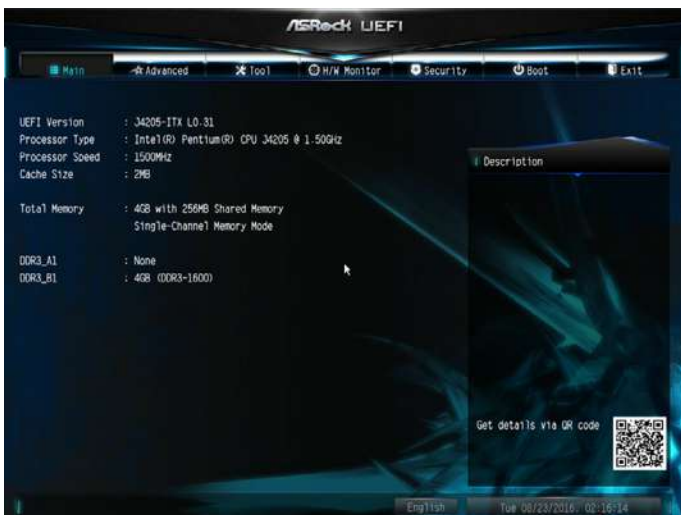 ASRock UEFI
Main Advanced Tool H/W Monitor Security Boot Exit
UEFI Version : J4205-ITX L0.31
Processor Type : Intel(R) Pentium(R) CPU J4205 @ 1.50GHz
Processor Speed : 1500MHz
Cache Size : 2MB
Total Memory : 4GB with 256MB Shared Memory
Single-Channel Memory Mode
DDR3_A1 : None
DDR3_B1 : 4GB (DDR3-1600)
Description
Get details via QR code
English Tue 08/23/2016. 02:16:14